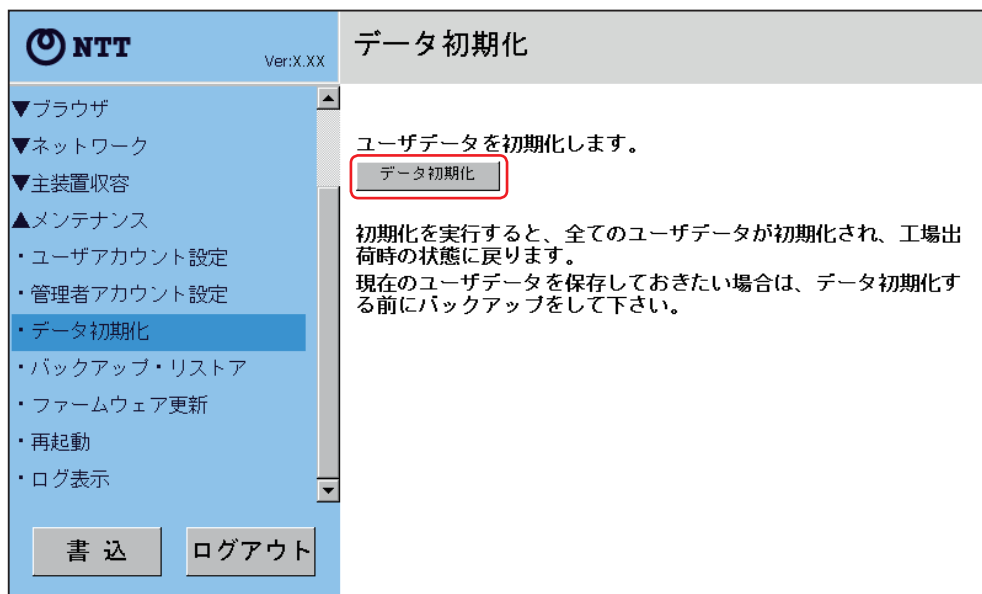 NTT
Ver:X.XX
データ初期化
▼ブラウザ
▼ネットワーク
▼主装置収容
▲メンテナンス
・ユーザアカウント設定
・管理者アカウント設定
・データ初期化
・バックアップ・リストア
・ファームウェア更新
・再起動
・ログ表示
書 込
ログアウト
ユーザデータを初期化します。
データ初期化
初期化を実行すると、全てのユーザデータが初期化され、工場出
荷時の状態に戻ります。
現在のユーザデータを保存しておきたい場合は、データ初期化す
る前にバックアップをして下さい。